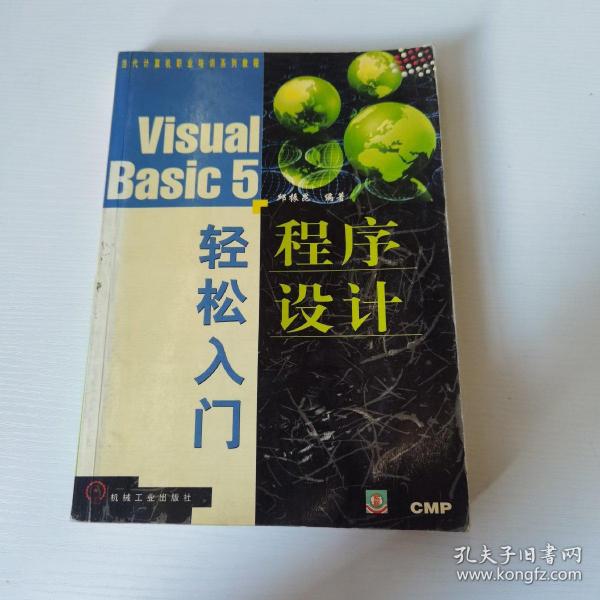 当代计算机职业培训系列教程
Visual
Basic 5
邱振昆 编著
程序
设计
轻松入门
机械工业出版社
CMP
孔夫子旧书网
www.kongfz.com